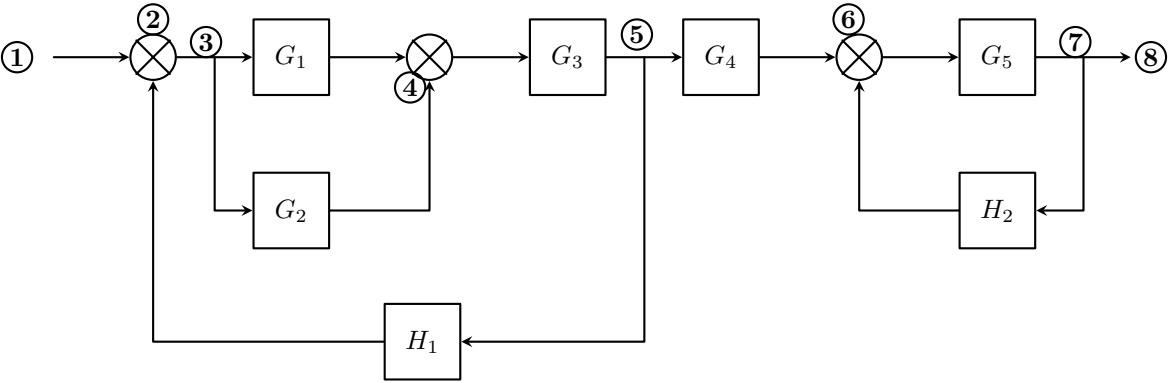 ② ⑥
① ③ G₁ ④ G₃ ⑤ G₄ G₅ ⑦ ⑧
G₂ H₂
H₁